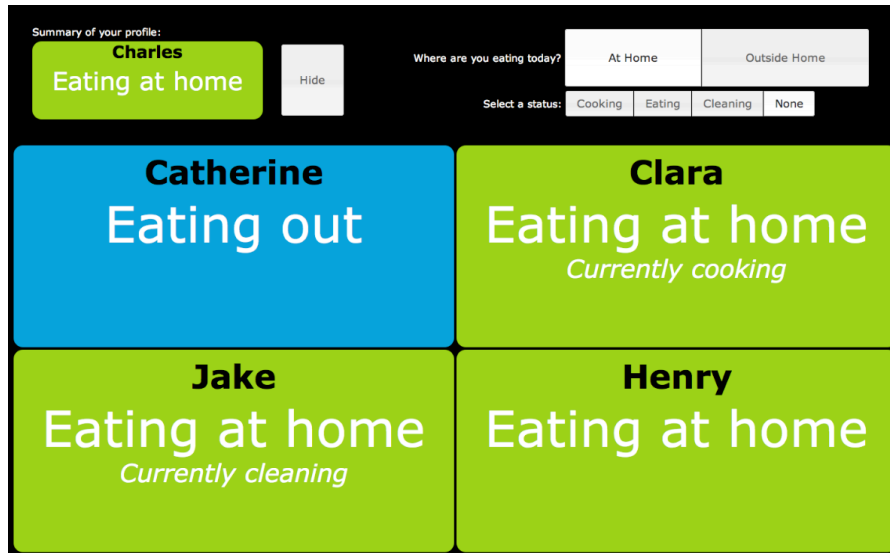 Summary of your profile:
Charles
Eating at home
Hide
Where are you eating today?
At Home
Outside Home
Select a status:
Cooking
Eating
Cleaning
None
Catherine
Eating out
Clara
Eating at home
Currently cooking
Jake
Eating at home
Currently cleaning
Henry
Eating at home